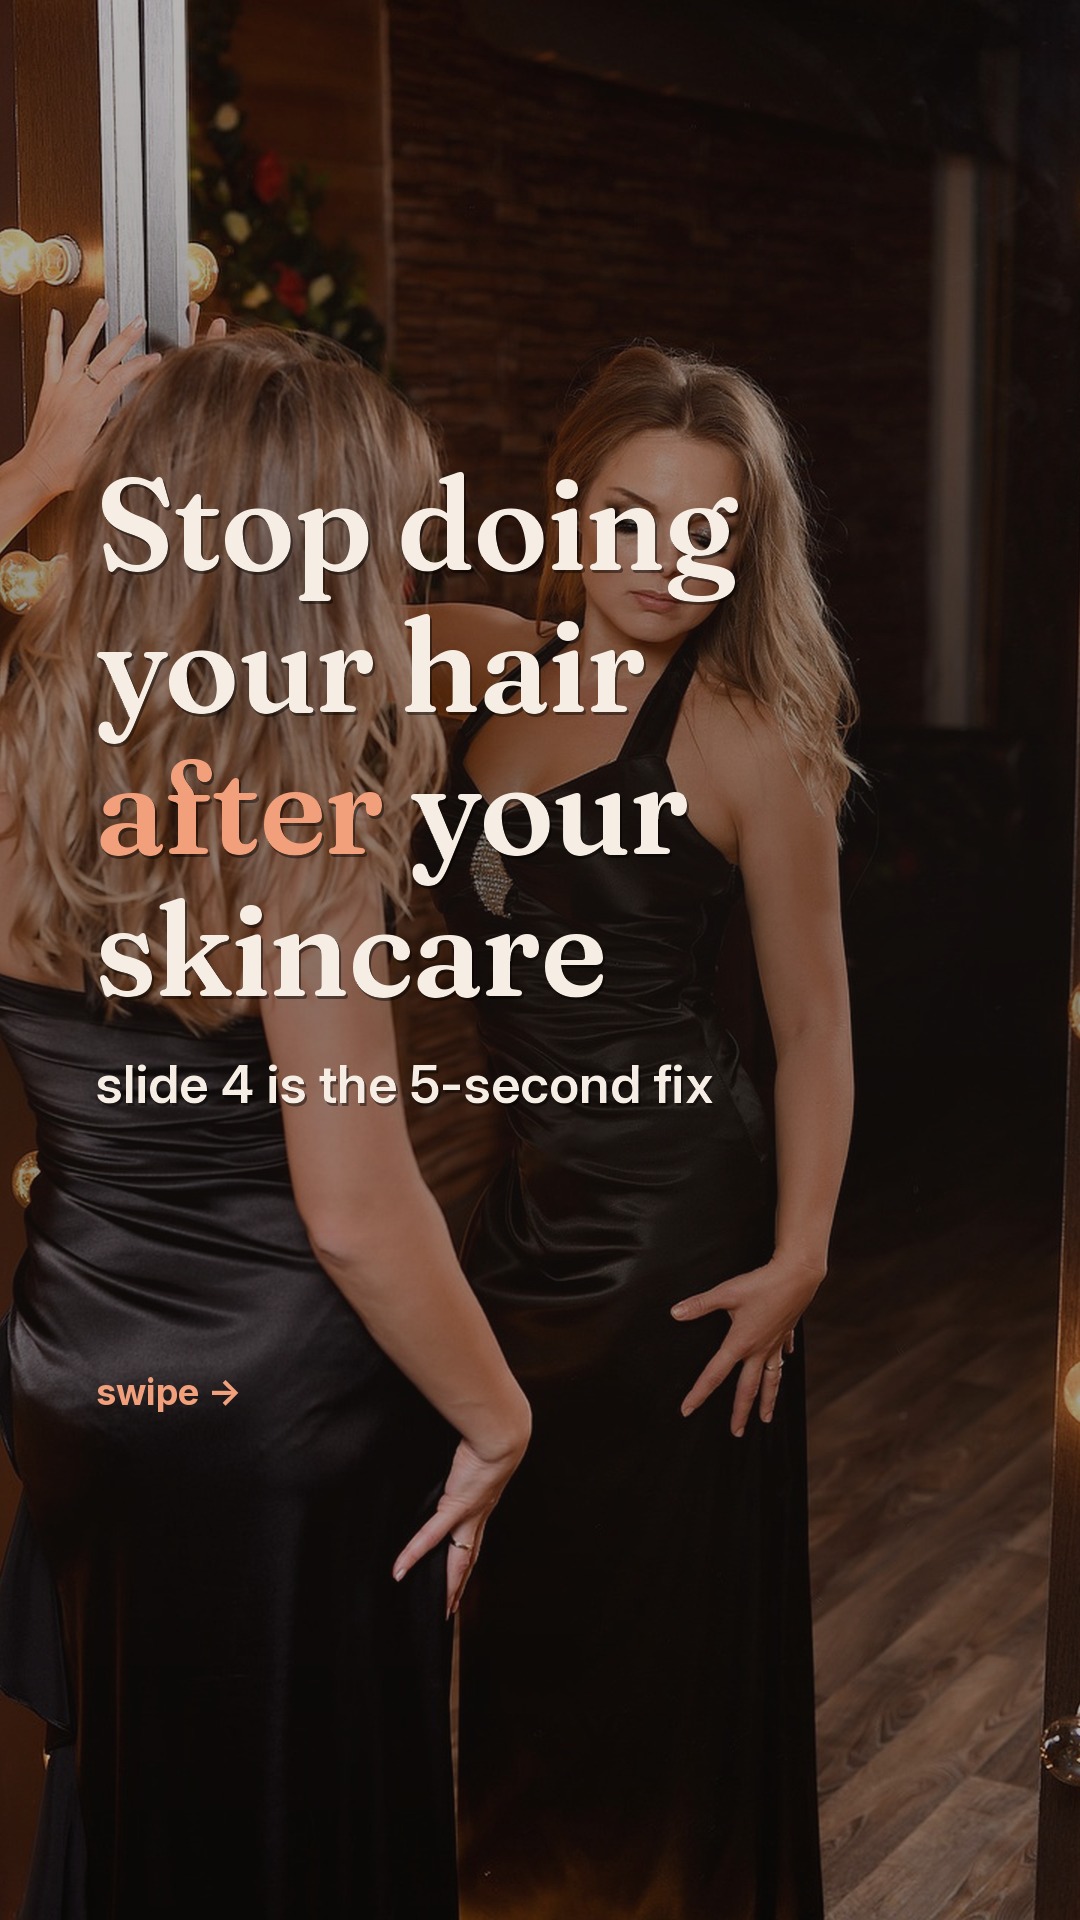 Stop doing
your hair
after your
skincare
slide 4 is the 5-second fix
swipe →